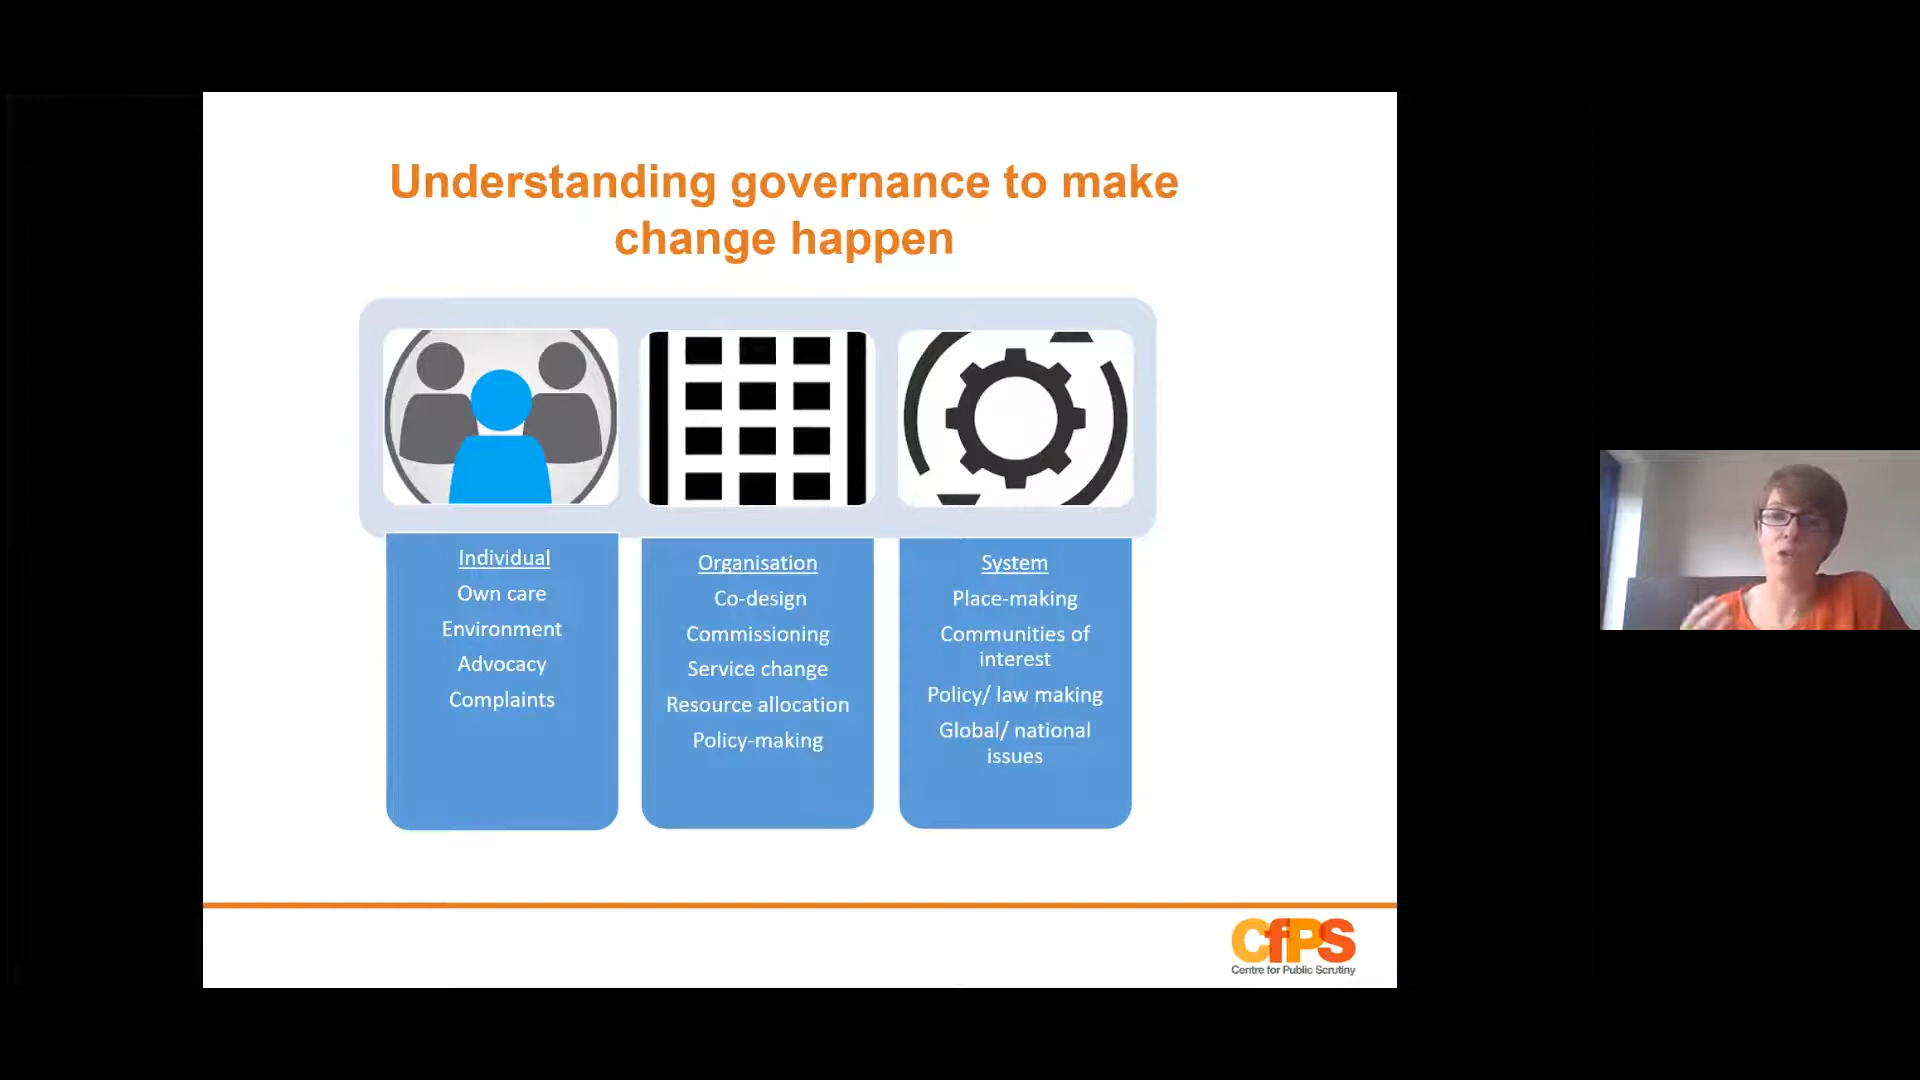 Understanding governance to make
change happen
Individual
Own care
Environment
Advocacy
Complaints
Organisation
Co-design
Commissioning
Service change
Resource allocation
Policy-making
System
Place-making
Communities of
interest
Policy/ law making
Global/ national
issues
CfPS
Centre for Public Scrutiny